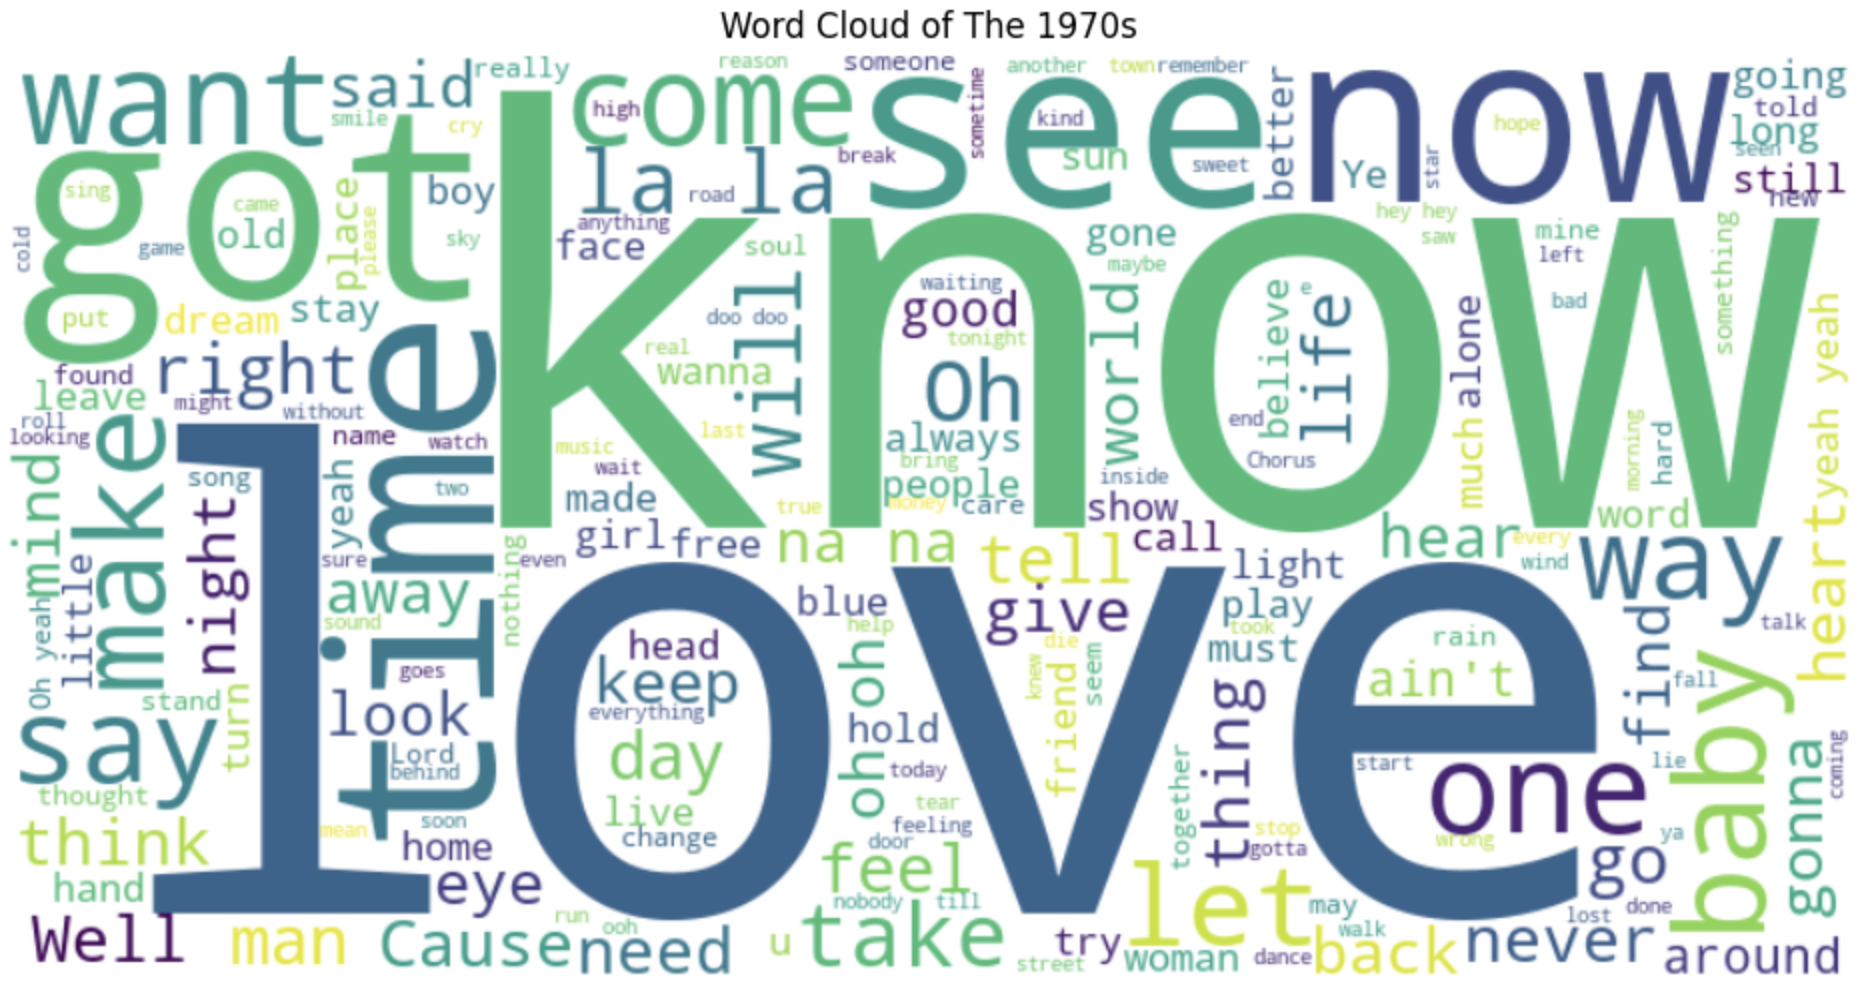 Word Cloud of The 1970s
want
said
really
come
reason
someone
see
another
town
remember
now
going
told
long
seen
still
new
smile
cry
high
sometime
kind
sun
sweet
better
hope
Ye
star
got
sing
came
old
game
place
please
boy
sky
la la
break
road
anything
face
soul
know
gone
maybe
hey hey
saw
mine
left
bad
something
cold
put
dream
stay
time
doo doo
will
waiting
good
tonight
world
believe
e
life
alone
yeah yeah
found
leave
right
might
without
real
wanna
Oh
always
last
end
Chorus
much
morning
hard
roll
looking
make
name
watch
music
wait
bring
people
inside
mind
song
night
yeah
two
made
true
money
care
show
word
love
sure
girl
free
even
na na
tell
call
hear
every
wind
way
heart
Oh yeah
little
away
sound
nothing
blue
help
give
light
play
took
must
talk
head
keep
everything
goes
oh oh
die
knew
friend
seem
rain
ain't
find
fall
say
stand
turn
look
Lord
behind
day
hold
today
thing
start
one
lie
baby
gonna
coming
thought
live
change
tear
feeling
door
together
stop
gotta
wrong
ya
think
mean
soon
home
feel
go
hand
eye
nobody
till
let
may
walk
lost
done
Well
man
Cause
run
ooh
need
u
take
street
try
woman
dance
back
never
around